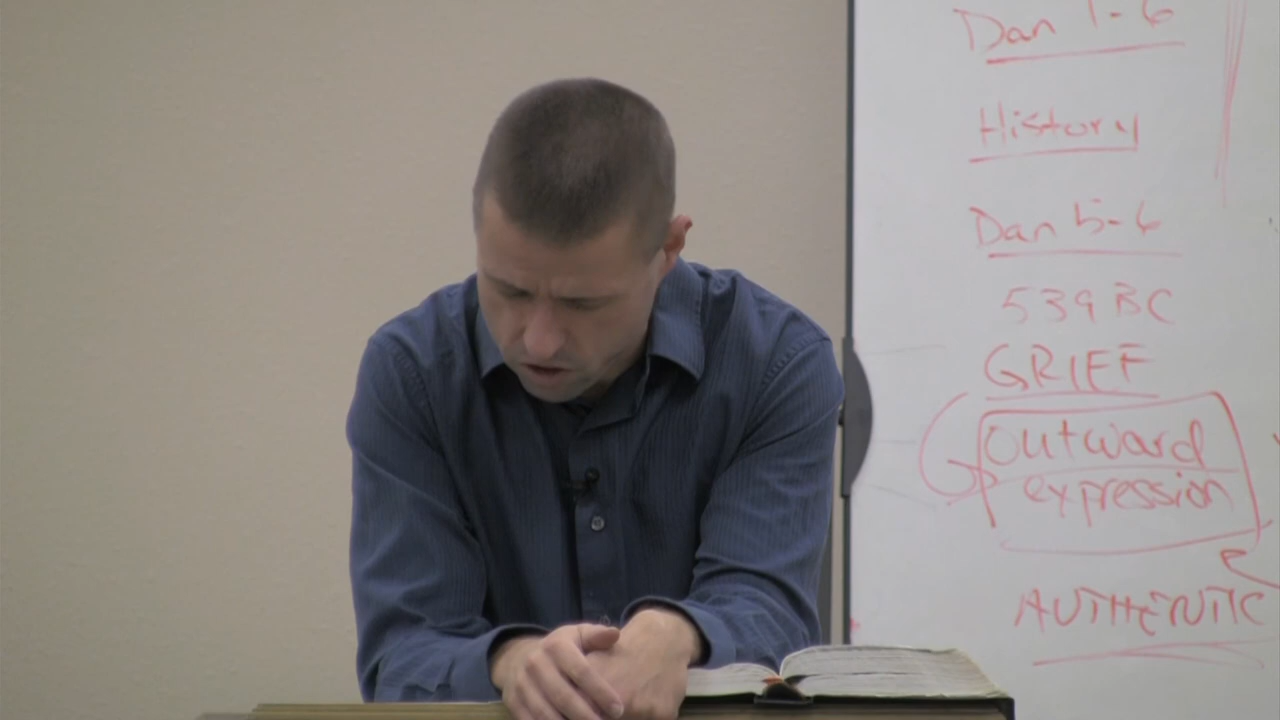 Dan 1-6
History
Dan 5-6
539 BC
GRIEF
outward
expression
AUTHENTIC